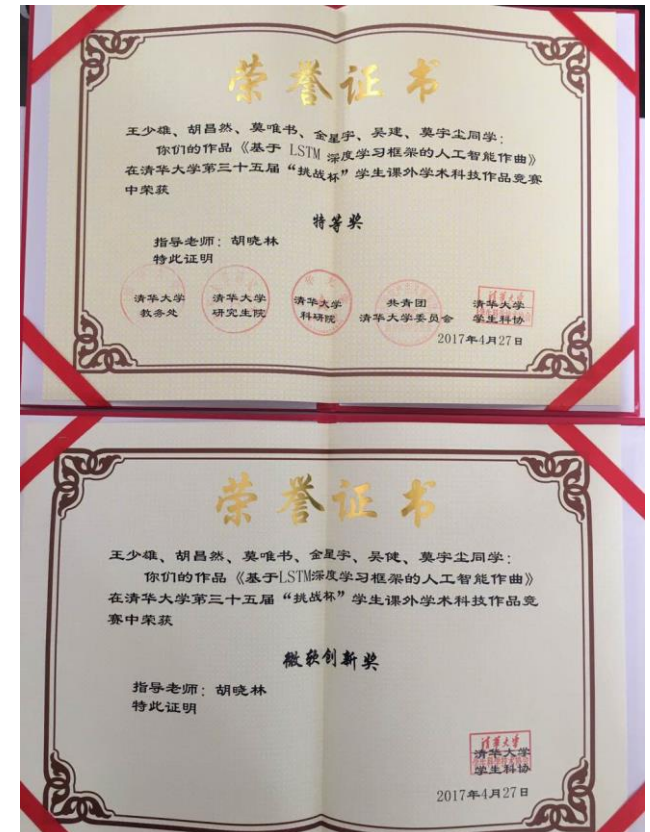 荣誉证书
王少雄、胡昌然、莫唯书、金星宇、吴建、莫宇尘同学:
你们的作品《基于 LSTM 深度学习框架的人工智能作曲》
在清华大学第三十五届“挑战杯”学生课外学术科技作品竞赛
中荣获
特等奖
指导老师:胡晓林
特此证明
清华大学 清华大学 清华大学 共青团 清华大学
教务处 研究生院 科研院 清华大学委员会 学生科协
2017年4月27日
荣誉证书
王少雄、胡昌然、莫唯书、金星宇、吴健、莫宇尘同学:
你们的作品《基于LSTM深度学习框架的人工智能作曲》
在清华大学第三十五届“挑战杯”学生课外学术科技作品竞
赛中荣获
微软创新奖
指导老师:胡晓林
特此证明
清华大学
清华大学
学生科协
2017年4月27日